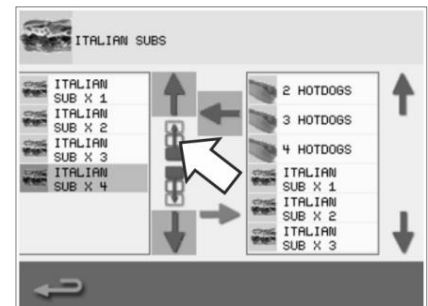 ITALIAN SUBS
ITALIAN
SUB X 1
ITALIAN
SUB X 2
ITALIAN
SUB X 3
ITALIAN
SUB X 4
2 HOTDOGS
3 HOTDOGS
4 HOTDOGS
ITALIAN
SUB X 1
ITALIAN
SUB X 2
ITALIAN
SUB X 3